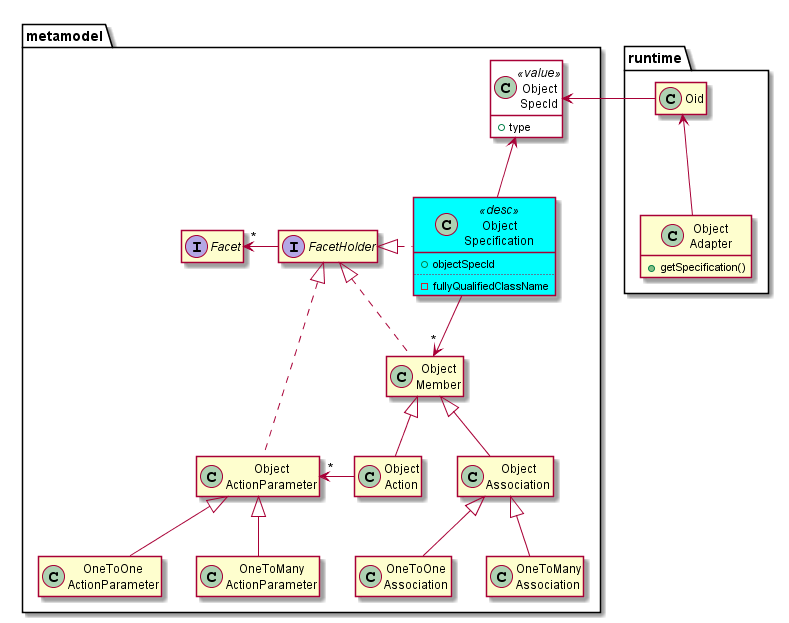 metamodel
runtime
«value»
C
Object
SpecId
type
C
Oid
«desc»
C
Object
Specification
objectSpecId
fullyQualifiedClassName
I
Facet
*
I
FacetHolder
C
Object
Adapter
getSpecification()
*
C
Object
Member
C
Object
ActionParameter
*
C
Object
Action
C
Object
Association
C
OneToOne
ActionParameter
C
OneToMany
ActionParameter
C
OneToOne
Association
C
OneToMany
Association